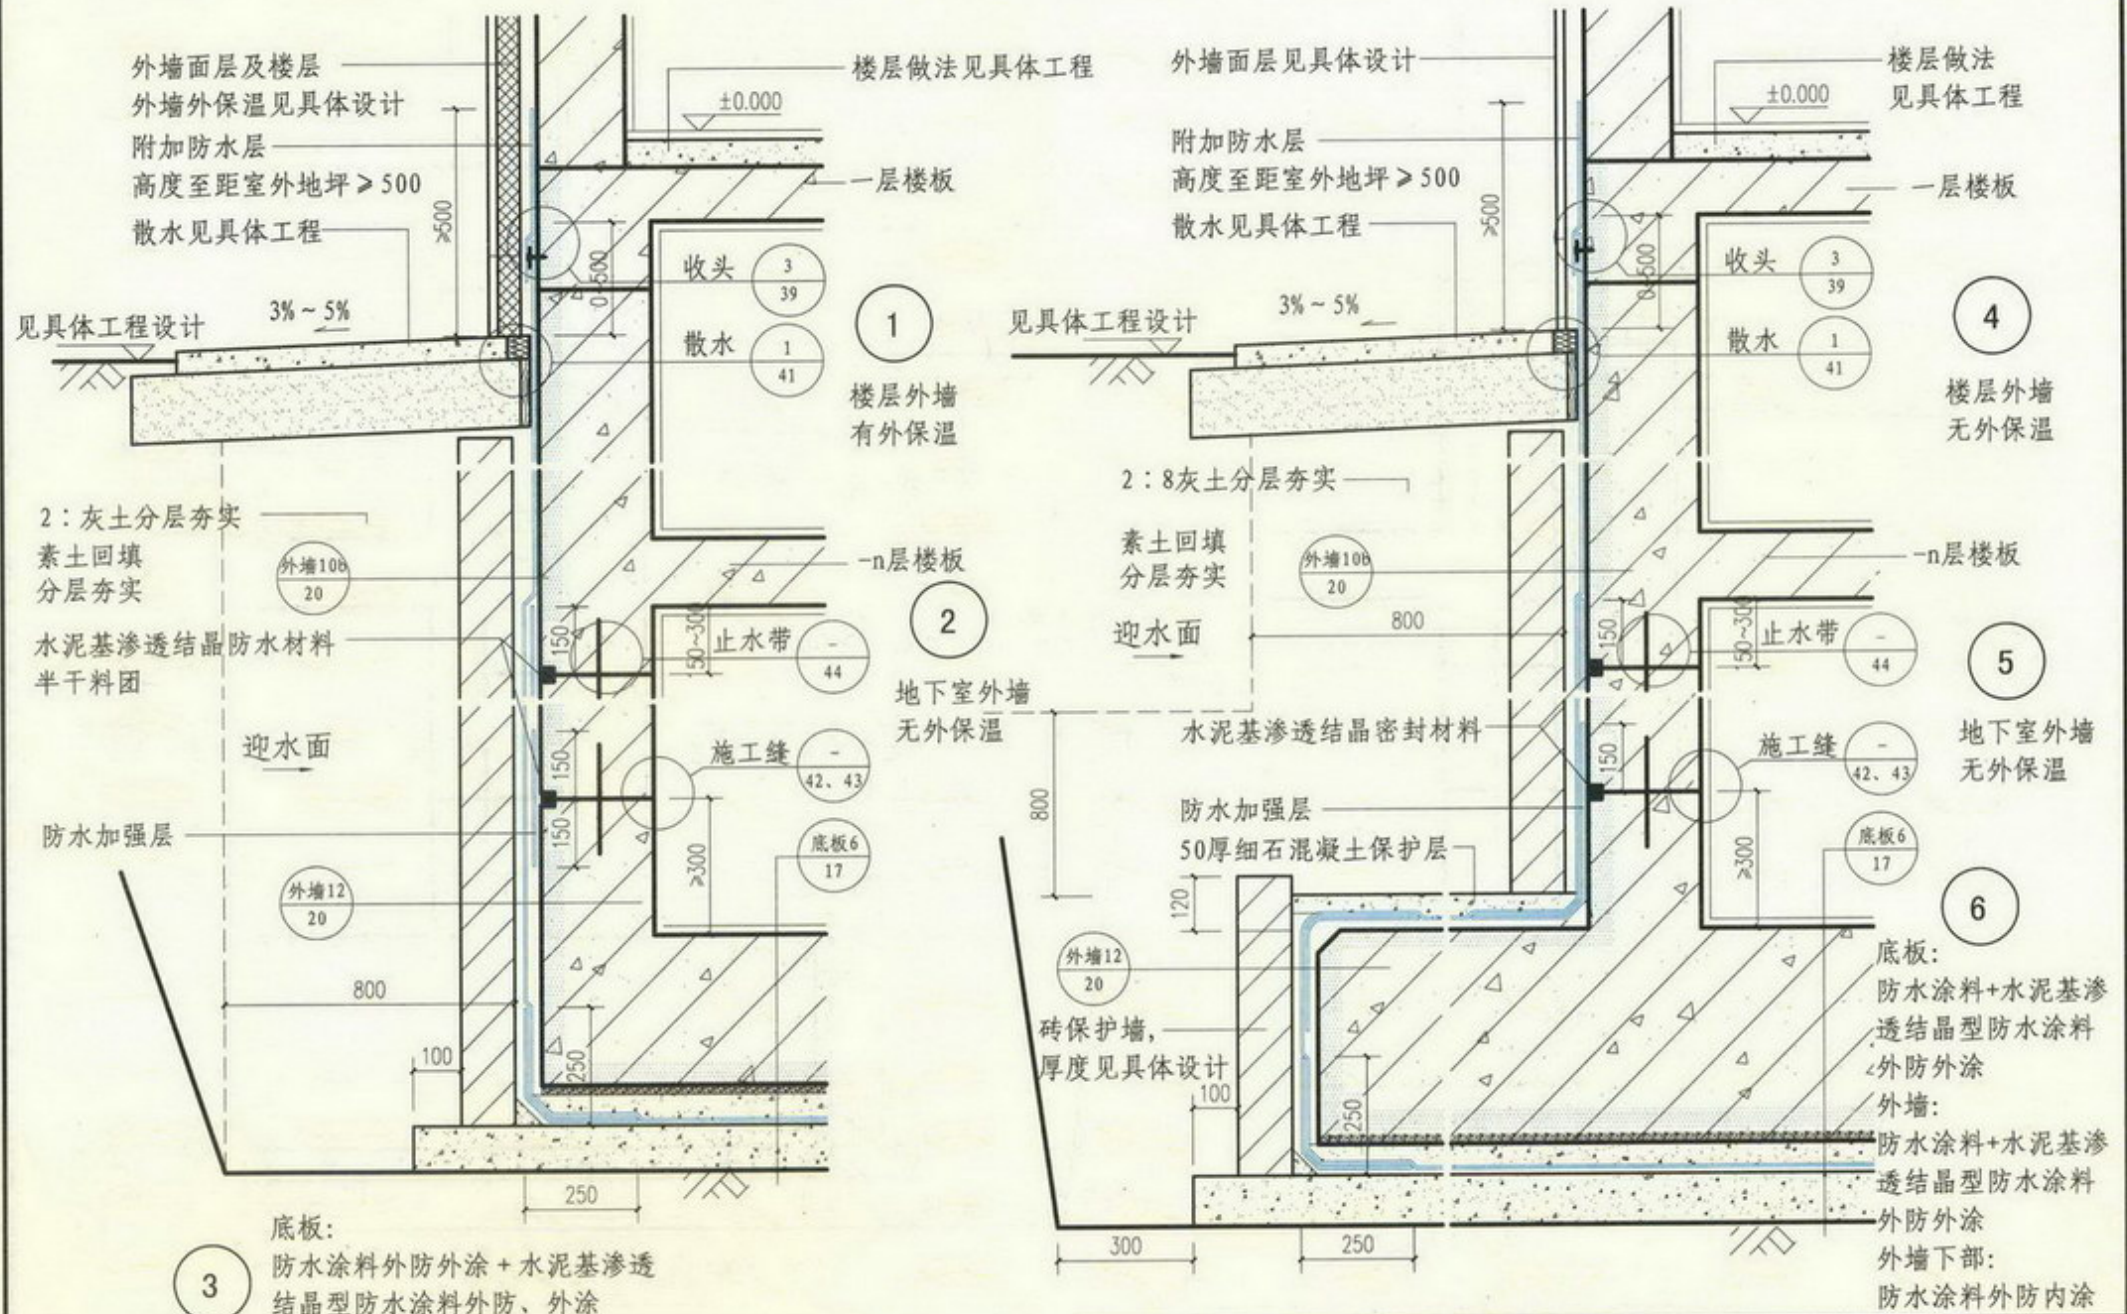 外墙面层及楼层
外墙外保温见具体设计
附加防水层
高度至距室外地坪≥500
散水见具体工程
≥500
3%～5%
见具体工程设计
楼层做法见具体工程
±0.000
一层楼板
0~500
收头
3
39
散水
1
41
1
楼层外墙
有外保温
2：灰土分层夯实
素土回填
分层夯实
外墙10b
20
水泥基渗透结晶防水材料
半干料团
迎水面
防水加强层
外墙12
20
-n层楼板
150
150~300
止水带
-
44
2
地下室外墙
无外保温
150
150
施工缝
-
42、43
≥300
底板6
17
800
100
250
250
3
底板:
防水涂料外防外涂+水泥基渗透
结晶型防水涂料外防、外涂
外墙面层见具体设计
附加防水层
高度至距室外地坪≥500
散水见具体工程
≥500
3%～5%
见具体工程设计
楼层做法
见具体工程
±0.000
一层楼板
0~500
收头
3
39
散水
1
41
4
楼层外墙
无外保温
2：8灰土分层夯实
素土回填
分层夯实
外墙10b
20
迎水面
800
-n层楼板
150
150~300
止水带
-
44
5
地下室外墙
无外保温
水泥基渗透结晶密封材料
150
施工缝
-
42、43
800
防水加强层
50厚细石混凝土保护层
≥300
底板6
17
120
外墙12
20
砖保护墙,
厚度见具体设计
100
250
300
250
6
底板:
防水涂料+水泥基渗
透结晶型防水涂料
外防外涂
外墙:
防水涂料+水泥基渗
透结晶型防水涂料
外防外涂
外墙下部:
防水涂料外防内涂